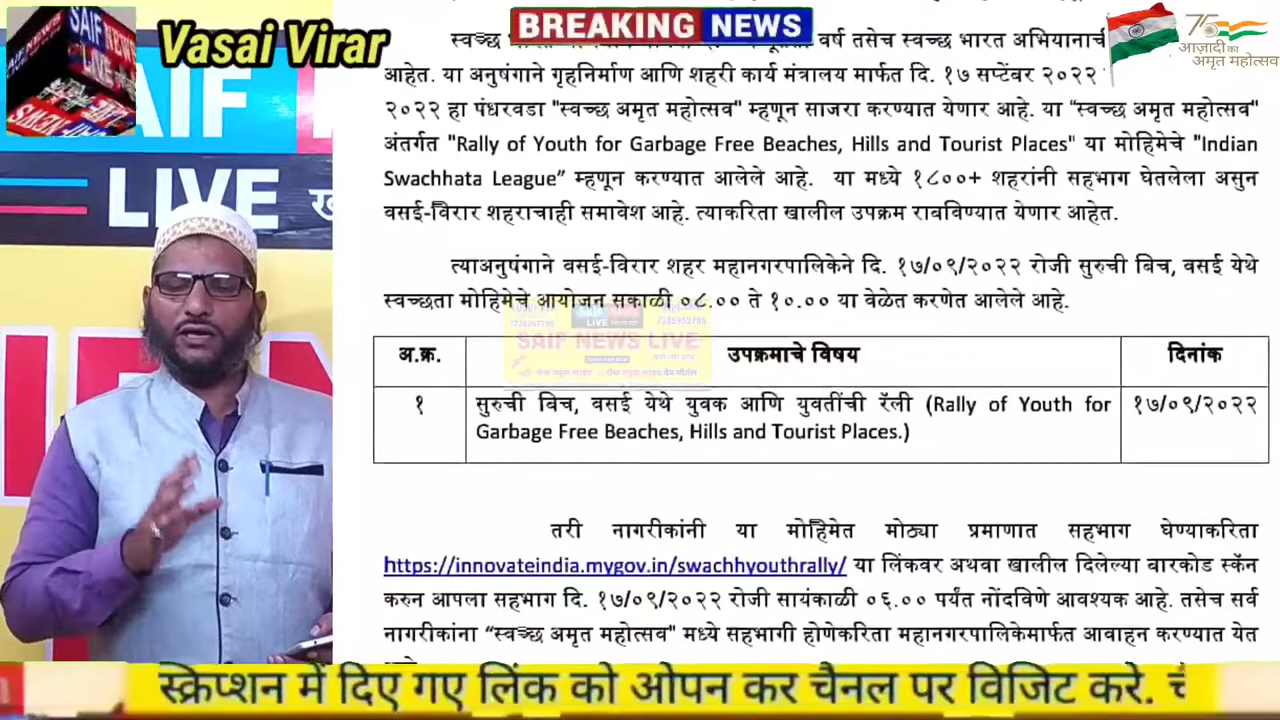 SAIF NEWS LIVE
Vasai Virar
BREAKING NEWS
75
आज़ादी का
अमृत महोत्सव
LIVE
स्वच्छ वर्ष तसेच स्वच्छ भारत अभियानाची
आहेत. या अनुषंगाने गृहनिर्माण आणि शहरी कार्य मंत्रालय मार्फत दि. १७ सप्टेंबर २०२२
२०२२ हा पंधरवडा "स्वच्छ अमृत महोत्सव" म्हणून साजरा करण्यात येणार आहे. या "स्वच्छ अमृत महोत्सव"
अंतर्गत "Rally of Youth for Garbage Free Beaches, Hills and Tourist Places" या मोहिमेचे "Indian
Swachhata League” म्हणून करण्यात आलेले आहे. या मध्ये १८००+ शहरांनी सहभाग घेतलेला असुन
वसई-विरार शहराचाही समावेश आहे. त्याकरिता खालील उपक्रम राबविण्यात येणार आहेत.
त्याअनुषंगाने वसई-विरार शहर महानगरपालिकेने दि. १७/०९/२०२२ रोजी सुरुची बिच, वसई येथे
स्वच्छता मोहिमेचे आयोजन सकाळी ०८.०० ते १०.०० या वेळेत करणेत आलेले आहे.
SAIF NEWS LIVE
अ.क्र. उपक्रमाचे विषय दिनांक
१ सुरुची बिच, वसई येथे युवक आणि युवतींची रॅली (Rally of Youth for १७/०९/२०२२
Garbage Free Beaches, Hills and Tourist Places.)
तरी नागरीकांनी या मोहिमेत मोठ्या प्रमाणात सहभाग घेण्याकरिता
https://innovateindia.mygov.in/swachhyouthrally/ या लिंकवर अथवा खालील दिलेल्या बारकोड स्कॅन
करुन आपला सहभाग दि. १७/०९/२०२२ रोजी सायंकाळी ०६.०० पर्यंत नोंदविणे आवश्यक आहे. तसेच सर्व
नागरीकांना “स्वच्छ अमृत महोत्सव" मध्ये सहभागी होणेकरिता महानगरपालिकेमार्फत आवाहन करण्यात येत
स्क्रिप्शन में दिए गए लिंक को ओपन कर चैनल पर विजिट करे.